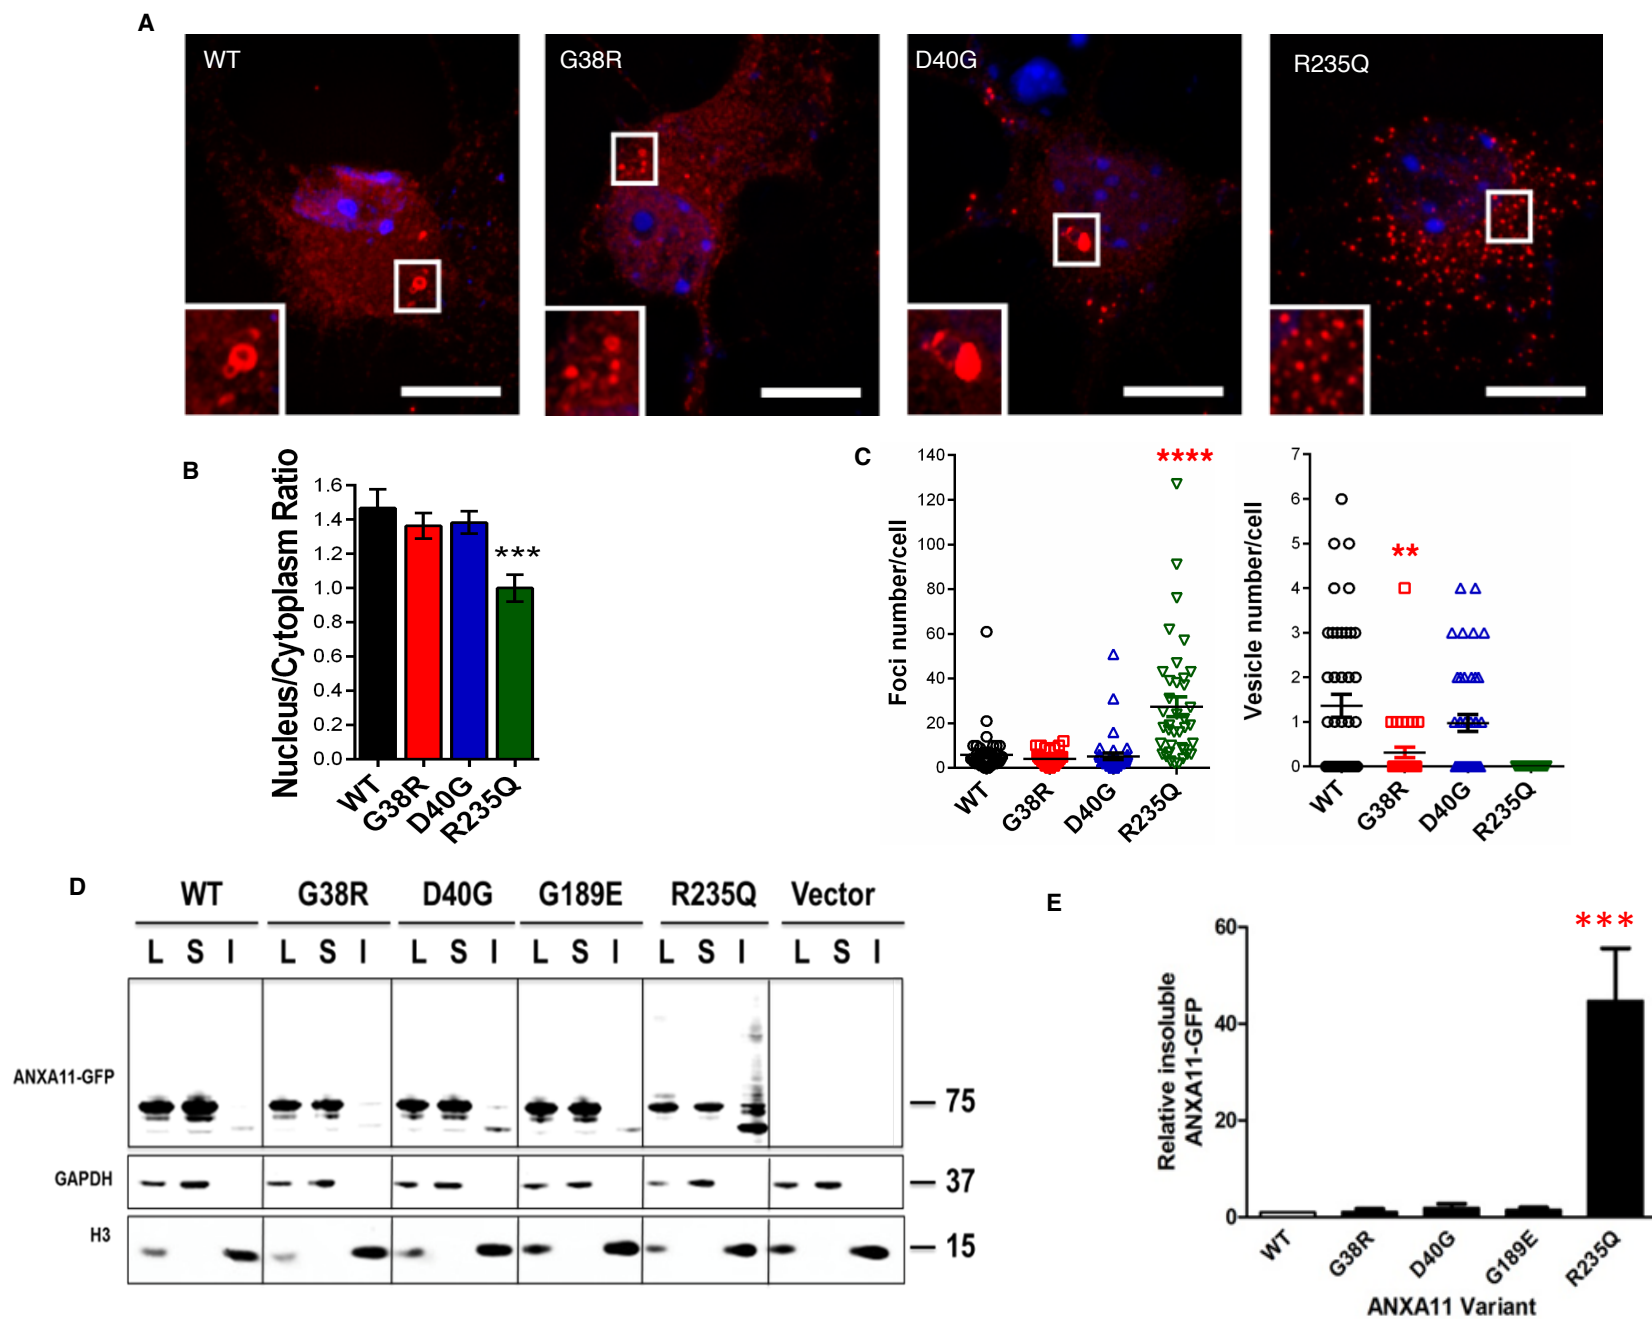 A
WT
G38R
D40G
R235Q
B
Nucleus/Cytoplasm Ratio
1.6
1.4
1.2
1.0
0.8
0.6
0.4
0.2
0.0
***
WT
G38R
D40G
R235Q
C
Foci number/cell
140
120
100
80
60
40
20
0
****
WT
G38R
D40G
R235Q
Vesicle number/cell
7
6
5
4
3
2
1
0
**
WT
G38R
D40G
R235Q
D
WT G38R D40G G189E R235Q Vector
L S I L S I L S I L S I L S I L S I
ANXA11-GFP
75
GAPDH
37
H3
15
E
Relative insoluble
ANXA11-GFP
60
40
20
0
***
WT
G38R
D40G
G189E
R235Q
ANXA11 Variant